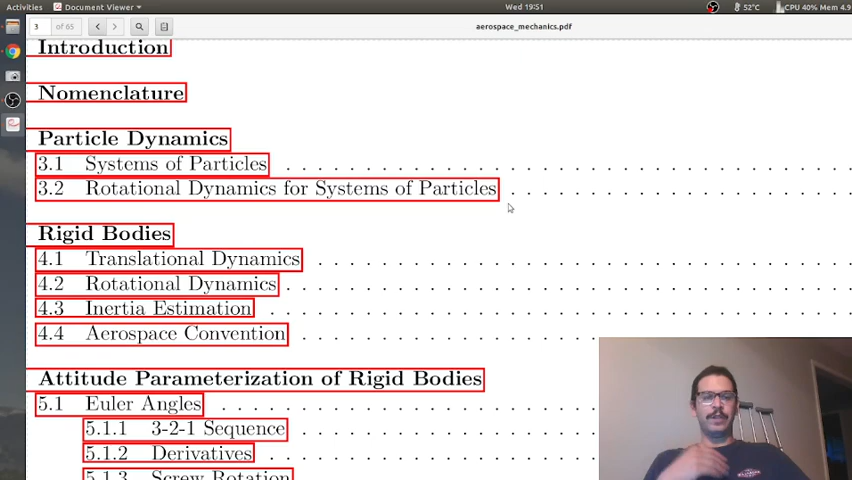 Activities Document Viewer Wed 19:51 52°C CPU 40% Mem 4.9
3 of 65 aerospace_mechanics.pdf
Introduction
Nomenclature
Particle Dynamics
3.1 Systems of Particles . . . . . . . . . . . . . . . . . .
3.2 Rotational Dynamics for Systems of Particles . . . . . . . . . . .
Rigid Bodies
4.1 Translational Dynamics . . . . . . . . . . . . . . . . . .
4.2 Rotational Dynamics . . . . . . . . . . . . . . . . . .
4.3 Inertia Estimation . . . . . . . . . . . . . . . . . . .
4.4 Aerospace Convention . . . . . . . . . .
Attitude Parameterization of Rigid Bodies
5.1 Euler Angles . . . . . . . . . . . . .
5.1.1 3-2-1 Sequence . . . . . . . . . .
5.1.2 Derivatives . . . . . . . . . . .
5.1.3 Screw Rotation